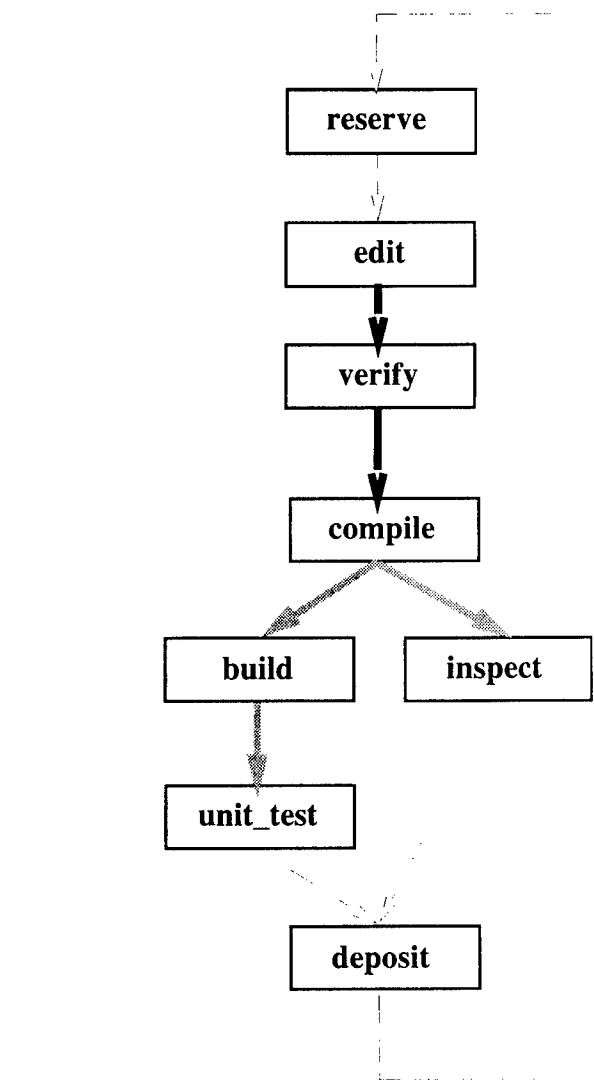 reserve
edit
verify
compile
build
inspect
unit_test
deposit